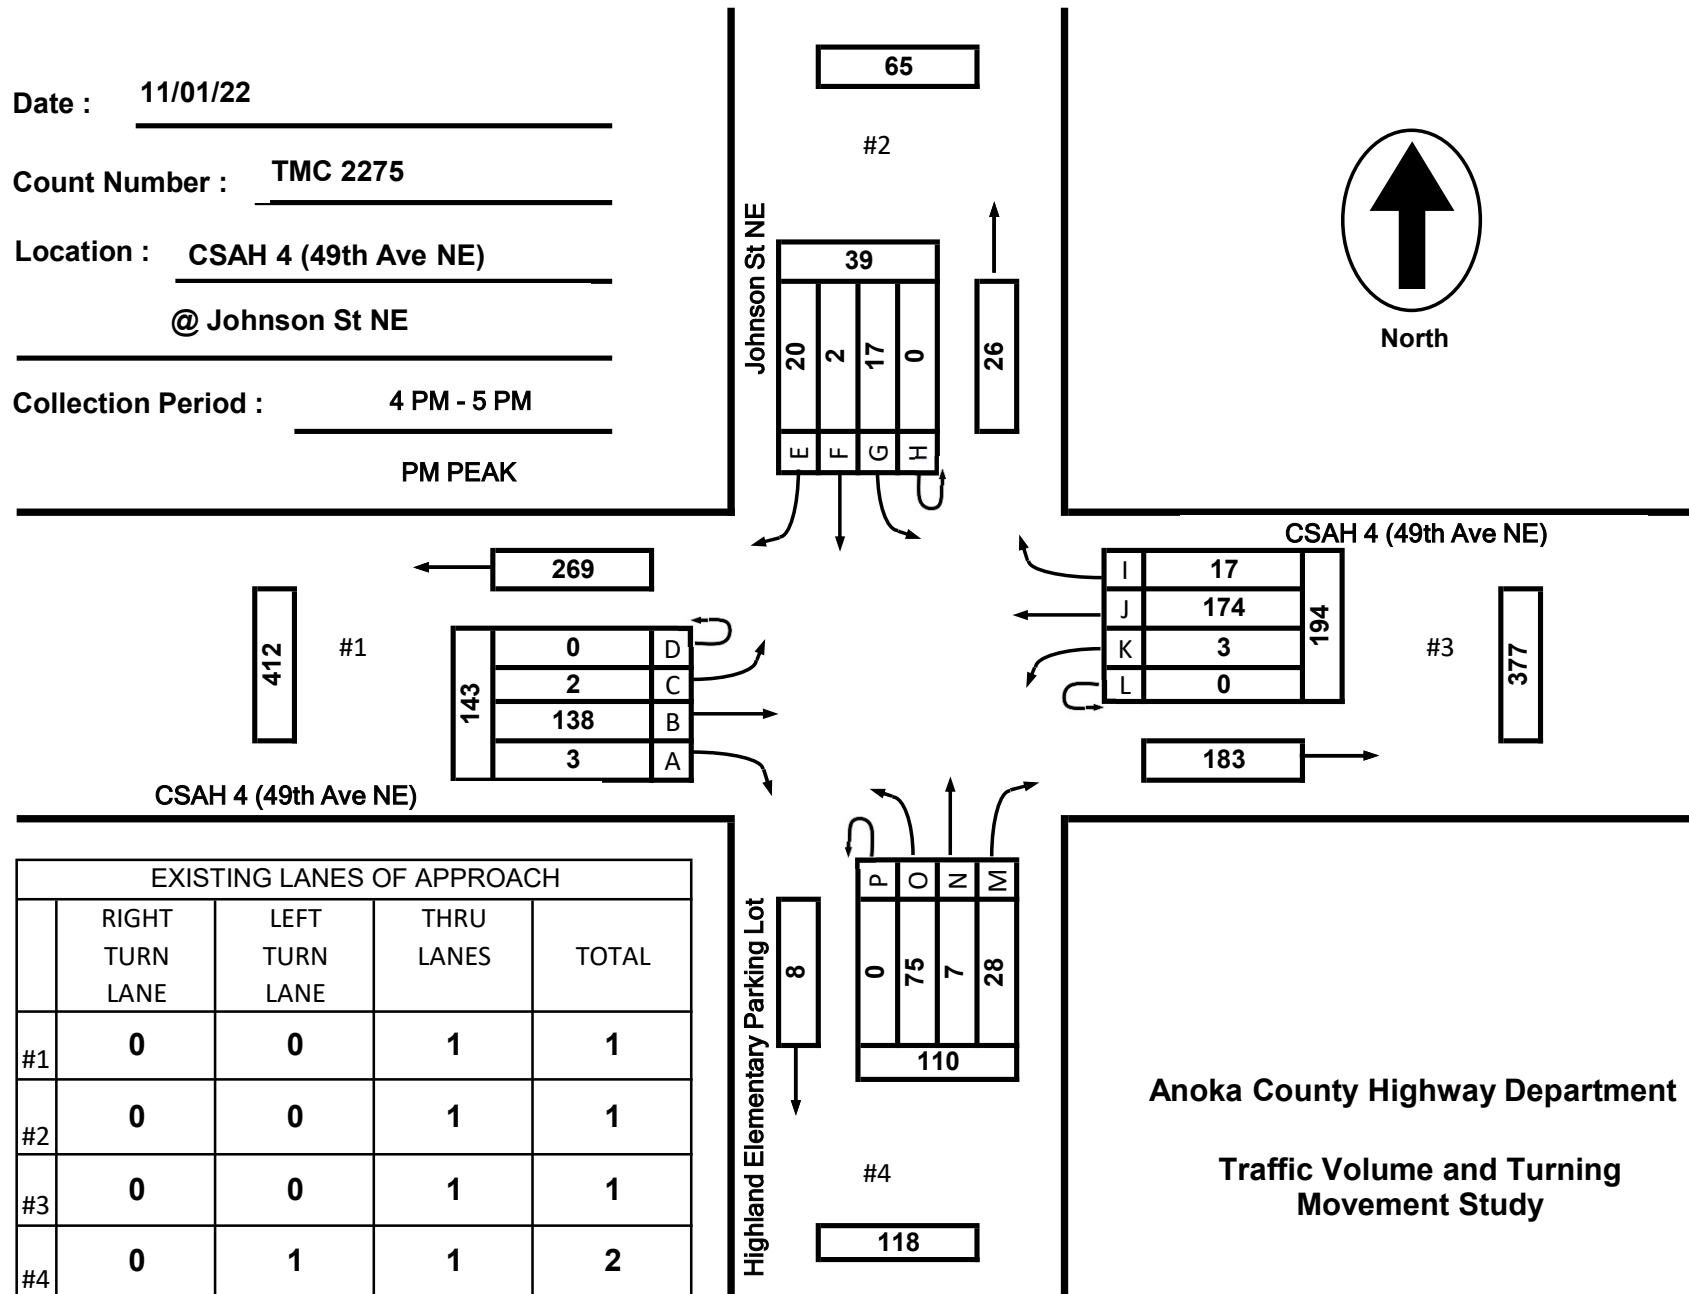 65
Date : 11/01/22
#2
Count Number : TMC 2275
Johnson St NE
Location : CSAH 4 (49th Ave NE)
@ Johnson St NE
39
20 2 17 0
26
E F G H
North
Collection Period : 4 PM - 5 PM
PM PEAK
CSAH 4 (49th Ave NE)
269
I 17
J 174
K 3
L 0
194
#3
377
412
#1
143
0 D
2 C
138 B
3 A
183
CSAH 4 (49th Ave NE)
EXISTING LANES OF APPROACH
RIGHT TURN LANE LEFT TURN LANE THRU LANES TOTAL
#1 0 0 1 1
#2 0 0 1 1
#3 0 0 1 1
#4 0 1 1 2
Highland Elementary Parking Lot
8
P O N M
0 75 7 28
110
#4
118
Anoka County Highway Department
Traffic Volume and Turning
Movement Study